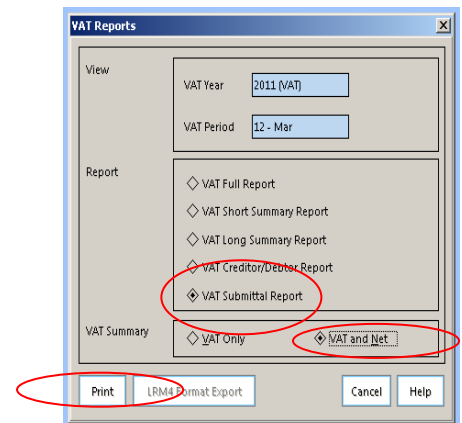 VAT Reports
View
VAT Year 2011 (VAT)
VAT Period 12 - Mar
Report
VAT Full Report
VAT Short Summary Report
VAT Long Summary Report
VAT Creditor/Debtor Report
VAT Submittal Report
VAT Summary
VAT Only VAT and Net
Print LRM4 Format Export Cancel Help